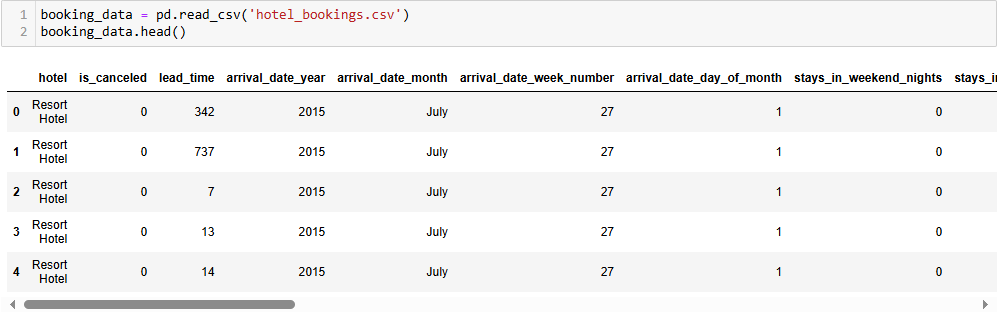 1 booking_data = pd.read_csv('hotel_bookings.csv')
2 booking_data.head()
hotel is_canceled lead_time arrival_date_year arrival_date_month arrival_date_week_number arrival_date_day_of_month stays_in_weekend_nights stays_i
0 Resort Hotel 0 342 2015 July 27 1 0
1 Resort Hotel 0 737 2015 July 27 1 0
2 Resort Hotel 0 7 2015 July 27 1 0
3 Resort Hotel 0 13 2015 July 27 1 0
4 Resort Hotel 0 14 2015 July 27 1 0